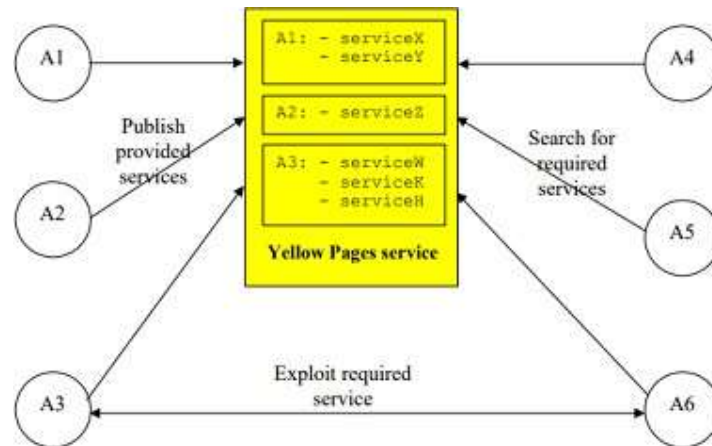 A1
A1: - serviceX
- serviceY
A4
A2: - serviceZ
Publish
provided
services
Search for
required
services
A3: - serviceW
- serviceK
- serviceH
A2
A5
Yellow Pages service
Exploit required
service
A3
A6